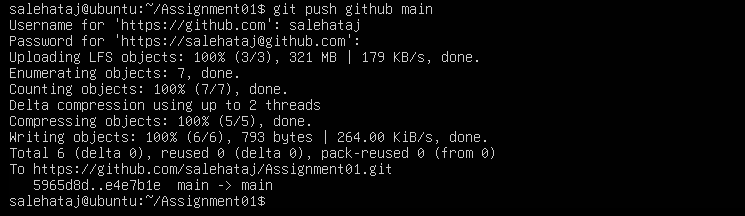 salehataj@ubuntu:~/Assignment01$ git push github main
Username for 'https://github.com': salehataj
Password for 'https://salehataj@github.com':
Uploading LFS objects: 100% (3/3), 321 MB | 179 KB/s, done.
Enumerating objects: 7, done.
Counting objects: 100% (7/7), done.
Delta compression using up to 2 threads
Compressing objects: 100% (5/5), done.
Writing objects: 100% (6/6), 793 bytes | 264.00 KiB/s, done.
Total 6 (delta 0), reused 0 (delta 0), pack-reused 0 (from 0)
To https://github.com/salehataj/Assignment01.git
   5965d8d..e4e7b1e  main -> main
salehataj@ubuntu:~/Assignment01$